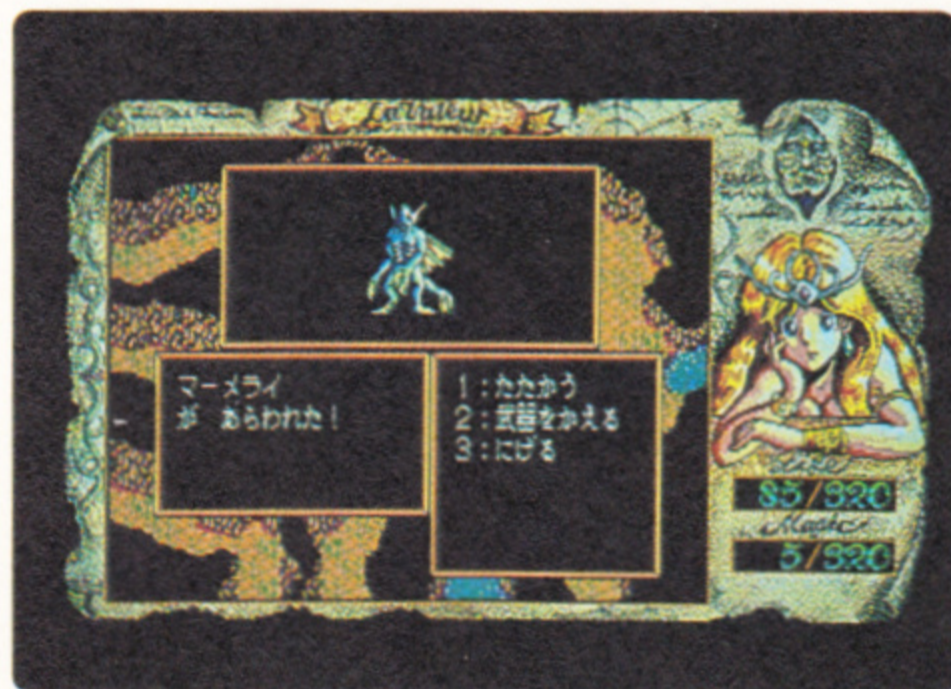 La Valeur
マーメライ
が あらわれた!
1:たたかう
2:武器をかえる
3:にげる
Life
85/320
Magic
5/320